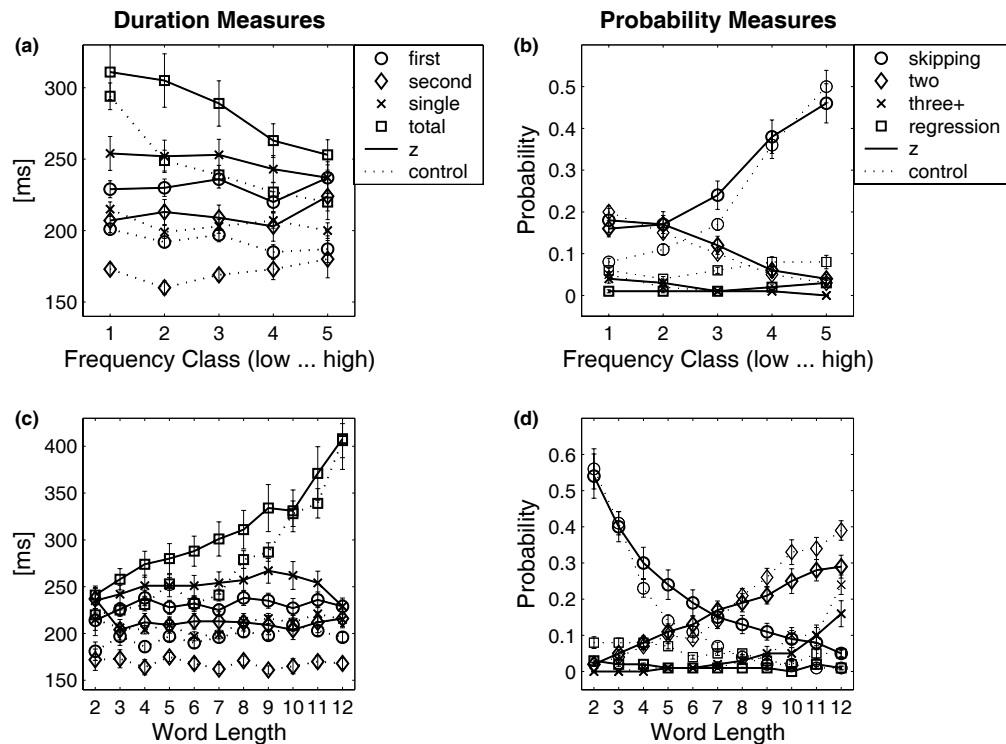 Duration Measures
Probability Measures
(a)
300
250
200
150
[ms]
1 2 3 4 5
Frequency Class (low ... high)
first
second
single
total
z
control
(b)
0.5
0.4
0.3
0.2
0.1
0
Probability
1 2 3 4 5
Frequency Class (low ... high)
skipping
two
three+
regression
z
control
(c)
400
350
300
250
200
150
[ms]
2 3 4 5 6 7 8 9 10 11 12
Word Length
(d)
0.6
0.5
0.4
0.3
0.2
0.1
0
Probability
2 3 4 5 6 7 8 9 10 11 12
Word Length